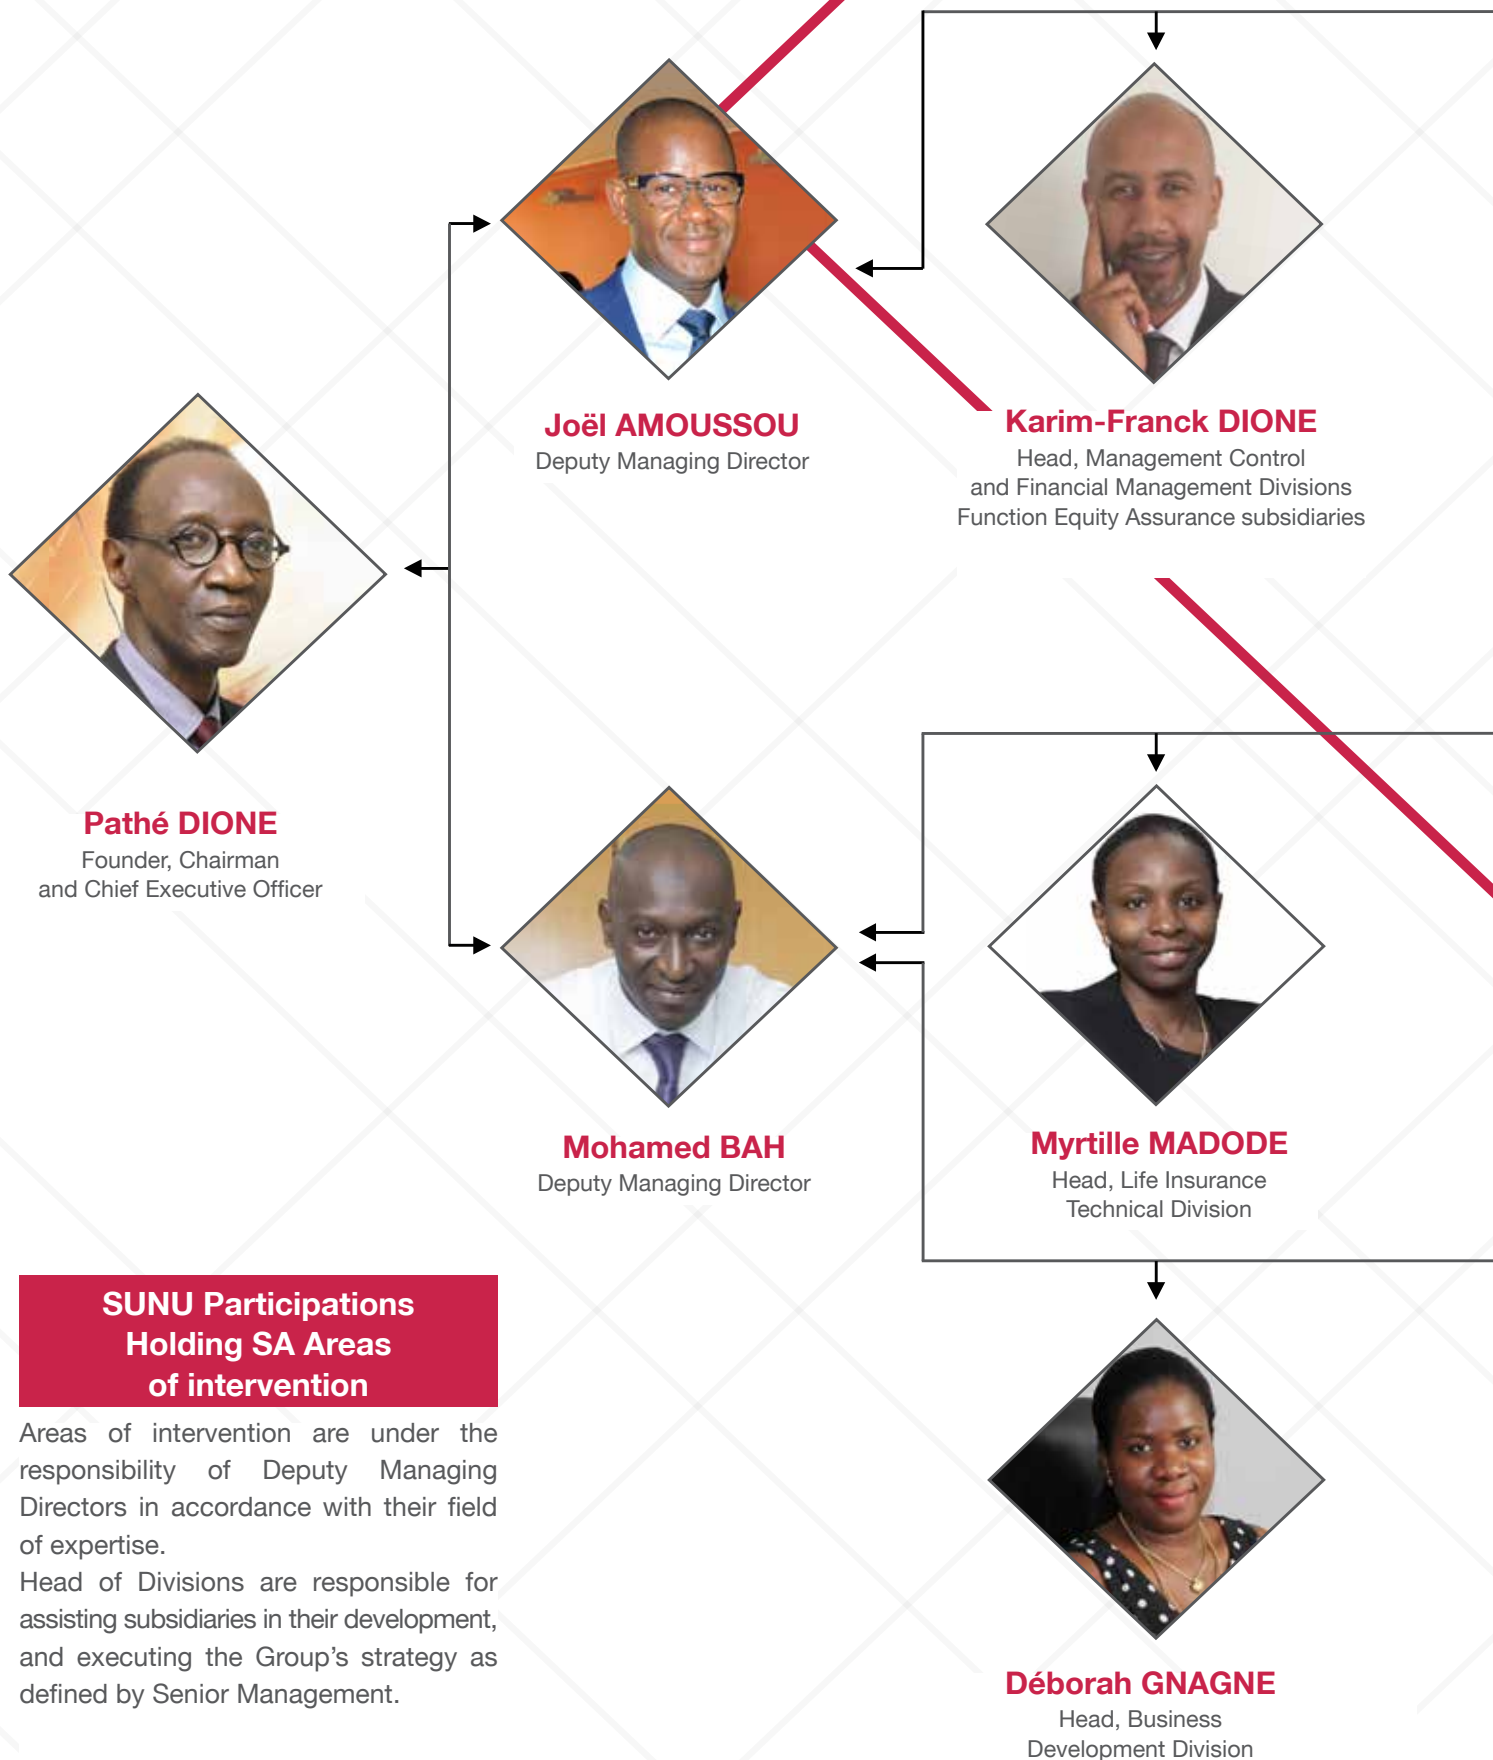 Joël AMOUSSOU
Deputy Managing Director
Karim-Franck DIONE
Head, Management Control
and Financial Management Divisions
Function Equity Assurance subsidiaries
Pathé DIONE
Founder, Chairman
and Chief Executive Officer
Mohamed BAH
Deputy Managing Director
Myrtille MADODE
Head, Life Insurance
Technical Division
SUNU Participations
Holding SA Areas
of intervention
Areas of intervention are under the
responsibility of Deputy Managing
Directors in accordance with their field
of expertise.
Head of Divisions are responsible for
assisting subsidiaries in their development,
and executing the Group’s strategy as
defined by Senior Management.
Déborah GNAGNE
Head, Business
Development Division